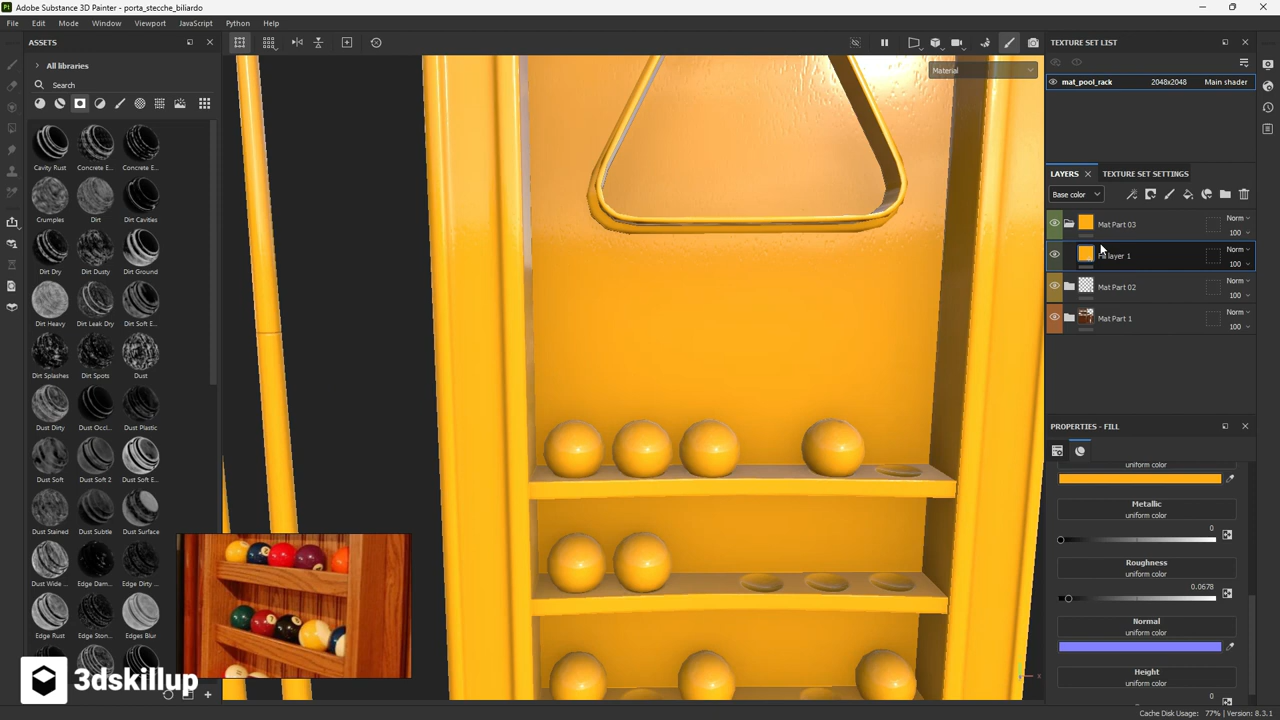 Adobe Substance 3D Painter - porta_stecche_biliardo
File Edit Mode Window Viewport JavaScript Python Help
ASSETS
All libraries
Search
Cavity Rust Concrete E... Concrete E...
Crumples Dirt Dirt Cavities
Dirt Dry Dirt Dusty Dirt Ground
Dirt Heavy Dirt Leak Dry Dirt Soft E...
Dirt Splashes Dirt Spots Dust
Dust Dirty Dust Occl... Dust Plastic
Dust Soft Dust Soft 2 Dust Soft E...
Dust Stained Dust Subtle Dust Surface
Dust Wide ... Edge Dam... Edge Dirty ...
Edge Rust Edge Ston... Edges Blur
3dskillup
Material
TEXTURE SET LIST
mat_pool_rack 2048x2048 Main shader
LAYERS TEXTURE SET SETTINGS
Base color
Mat Part 03 Norm
100
layer 1 Norm
100
Mat Part 02 Norm
100
Mat Part 1 Norm
100
PROPERTIES - FILL
uniform color
Metallic
uniform color
0
Roughness
uniform color
0.0678
Normal
uniform color
Height
uniform color
0
Cache Disk Usage: 77% | Version: 8.3.1